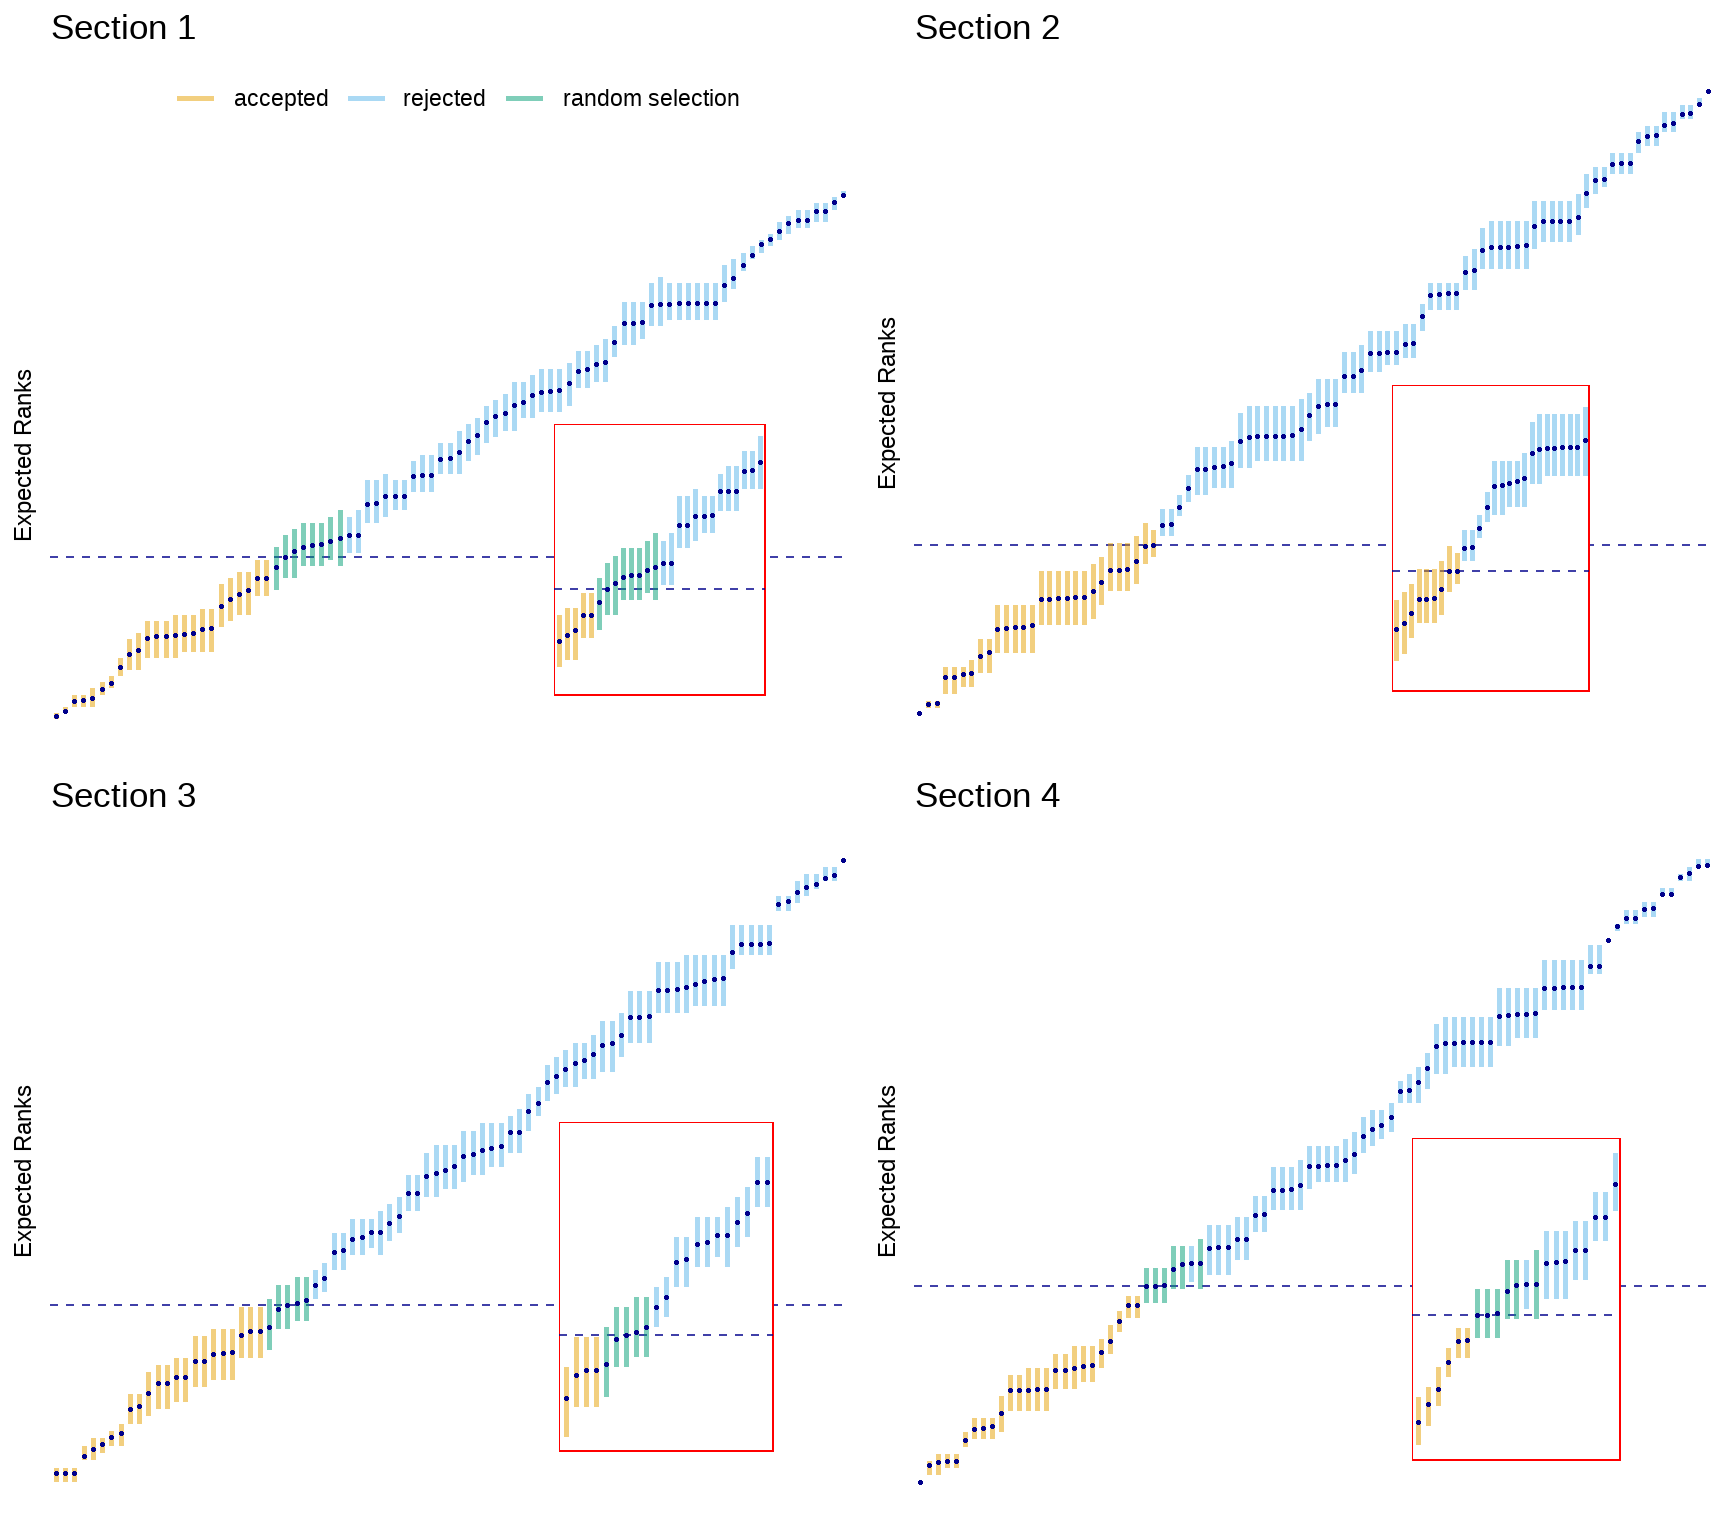 Section 1
accepted rejected random selection
Expected Ranks
Section 2
Expected Ranks
Section 3
Expected Ranks
Section 4
Expected Ranks